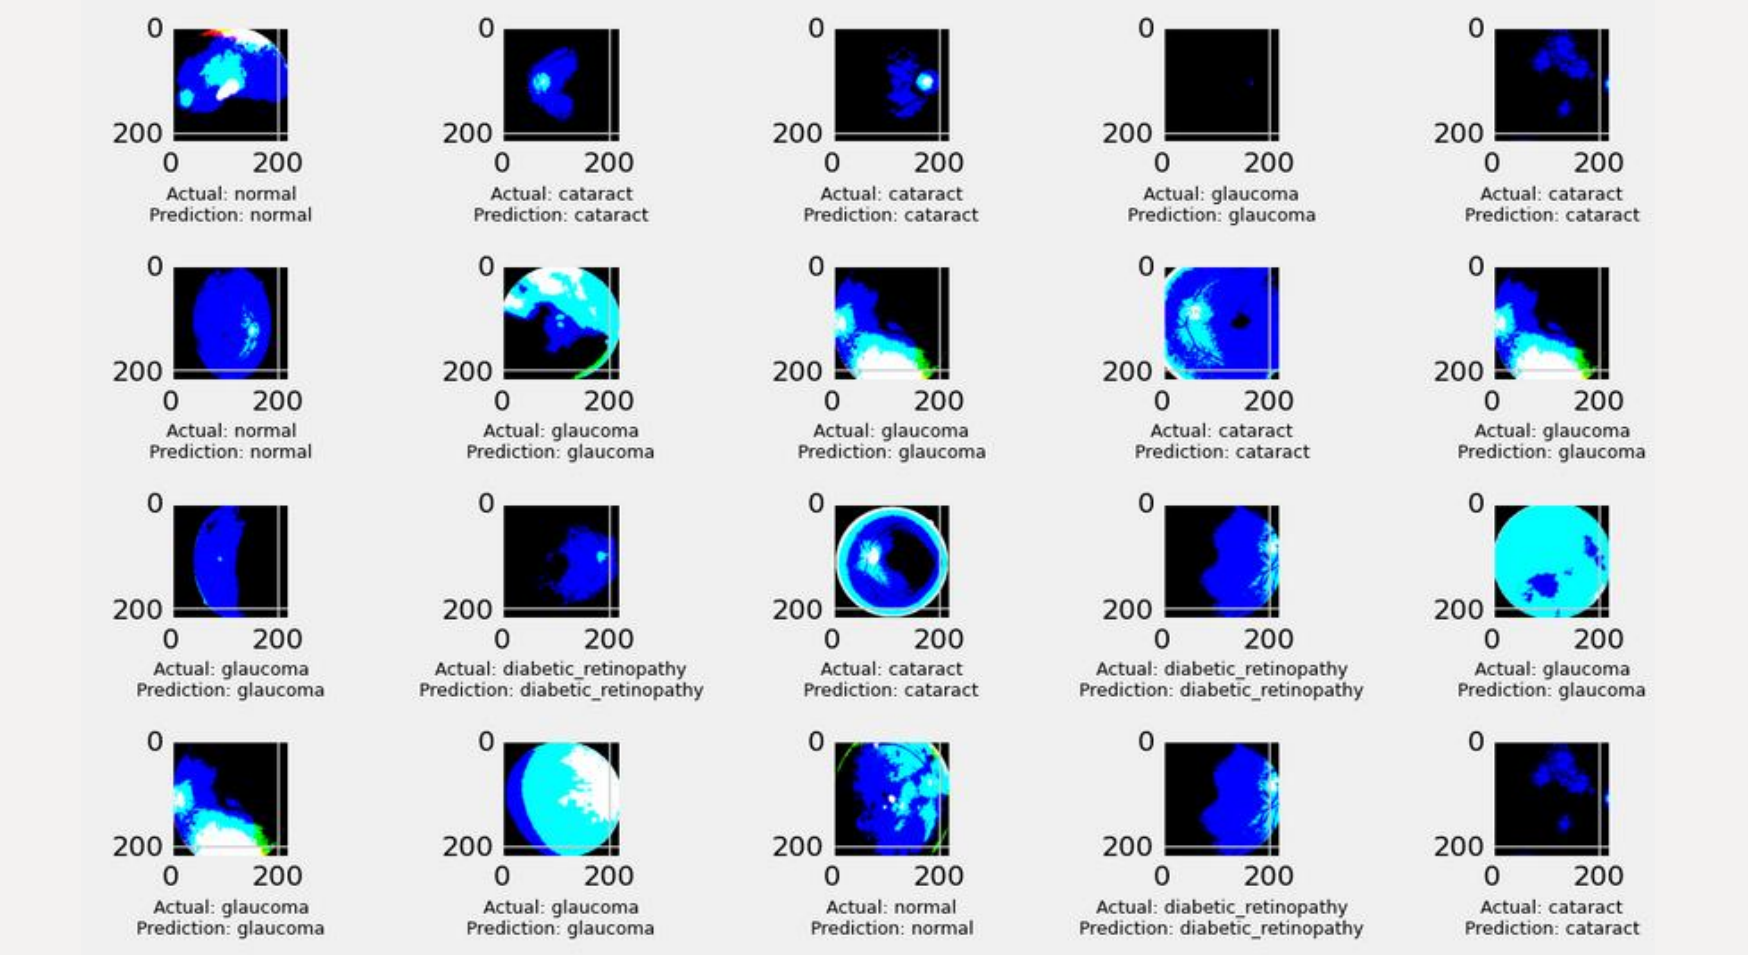 0 0 0 0 0
200 200 200 200 200
0 200 0 200 0 200 0 200 0 200
Actual: normal Actual: cataract Actual: cataract Actual: glaucoma Actual: cataract
Prediction: normal Prediction: cataract Prediction: cataract Prediction: glaucoma Prediction: cataract
0 0 0 0 0
200 200 200 200 200
0 200 0 200 0 200 0 200 0 200
Actual: normal Actual: glaucoma Actual: glaucoma Actual: cataract Actual: glaucoma
Prediction: normal Prediction: glaucoma Prediction: glaucoma Prediction: cataract Prediction: glaucoma
0 0 0 0 0
200 200 200 200 200
0 200 0 200 0 200 0 200 0 200
Actual: glaucoma Actual: diabetic_retinopathy Actual: cataract Actual: diabetic_retinopathy Actual: glaucoma
Prediction: glaucoma Prediction: diabetic_retinopathy Prediction: cataract Prediction: diabetic_retinopathy Prediction: glaucoma
0 0 0 0 0
200 200 200 200 200
0 200 0 200 0 200 0 200 0 200
Actual: glaucoma Actual: glaucoma Actual: normal Actual: diabetic_retinopathy Actual: cataract
Prediction: glaucoma Prediction: glaucoma Prediction: normal Prediction: diabetic_retinopathy Prediction: cataract